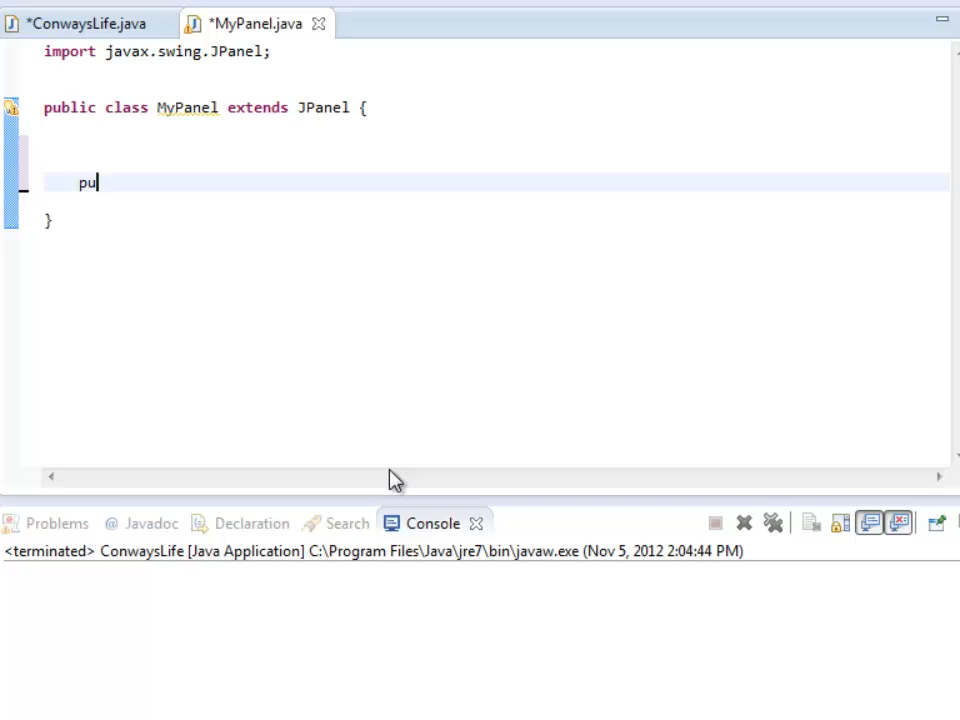 *ConwaysLife.java *MyPanel.java
import javax.swing.JPanel;
public class MyPanel extends JPanel {
pu
}
Problems @ Javadoc Declaration Search Console
<terminated> ConwaysLife [Java Application] C:\Program Files\Java\jre7\bin\javaw.exe (Nov 5, 2012 2:04:44 PM)